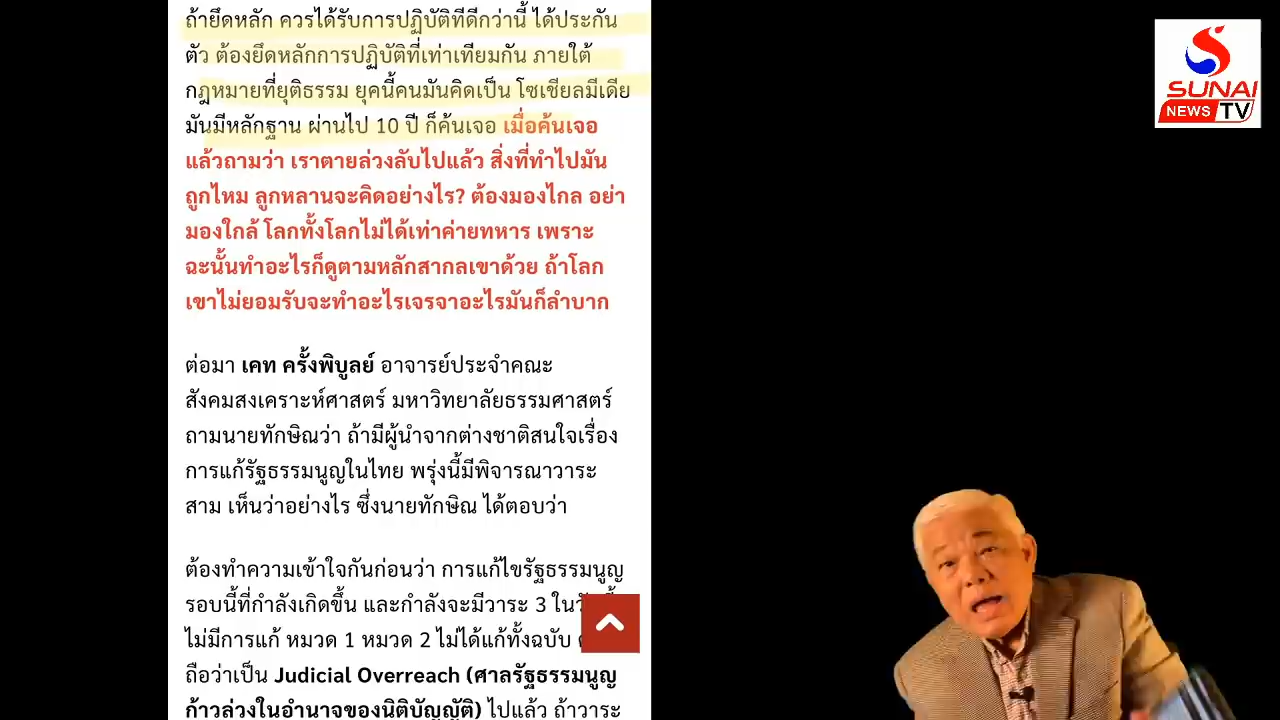 ถ้ายึดหลัก ควรได้รับการปฏิบัติที่ดีกว่านี้ ได้ประกัน
ตัว ต้องยึดหลักการปฏิบัติที่เท่าเทียมกัน ภายใต้
กฎหมายที่ยุติธรรม ยุคนี้คนมันคิดเป็น โซเชียลมีเดีย
มันมีหลักฐาน ผ่านไป 10 ปี ก็ค้นเจอ เมื่อค้นเจอ
แล้วถามว่า เราตายล่วงลับไปแล้ว สิ่งที่ทำไปมัน
ถูกไหม ลูกหลานจะคิดอย่างไร? ต้องมองไกล อย่า
มองใกล้ โลกทั้งโลกไม่ได้เท่าค่ายทหาร เพราะ
ฉะนั้นทำอะไรก็ดูตามหลักสากลเขาด้วย ถ้าโลก
เขาไม่ยอมรับจะทำอะไรเจรจาอะไรมันก็ลำบาก
ต่อมา เคท ครั้งพิบูลย์ อาจารย์ประจำคณะ
สังคมสงเคราะห์ศาสตร์ มหาวิทยาลัยธรรมศาสตร์
ถามนายทักษิณว่า ถ้ามีผู้นำจากต่างชาติสนใจเรื่อง
การแก้รัฐธรรมนูญในไทย พรุ่งนี้มีพิจารณาวาระ
สาม เห็นว่าอย่างไร ซึ่งนายทักษิณ ได้ตอบว่า
ต้องทำความเข้าใจกันก่อนว่า การแก้ไขรัฐธรรมนูญ
รอบนี้ที่กำลังเกิดขึ้น และกำลังจะมีวาระ 3 ใน
ไม่มีการแก้ หมวด 1 หมวด 2 ไม่ได้แก้ทั้งฉบับ
ถือว่าเป็น Judicial Overreach (ศาลรัฐธรรมนูญ
ก้าวล่วงในอำนาจของนิติบัญญัติ) ไปแล้ว ถ้าวาระ
SUNAI
NEWS TV